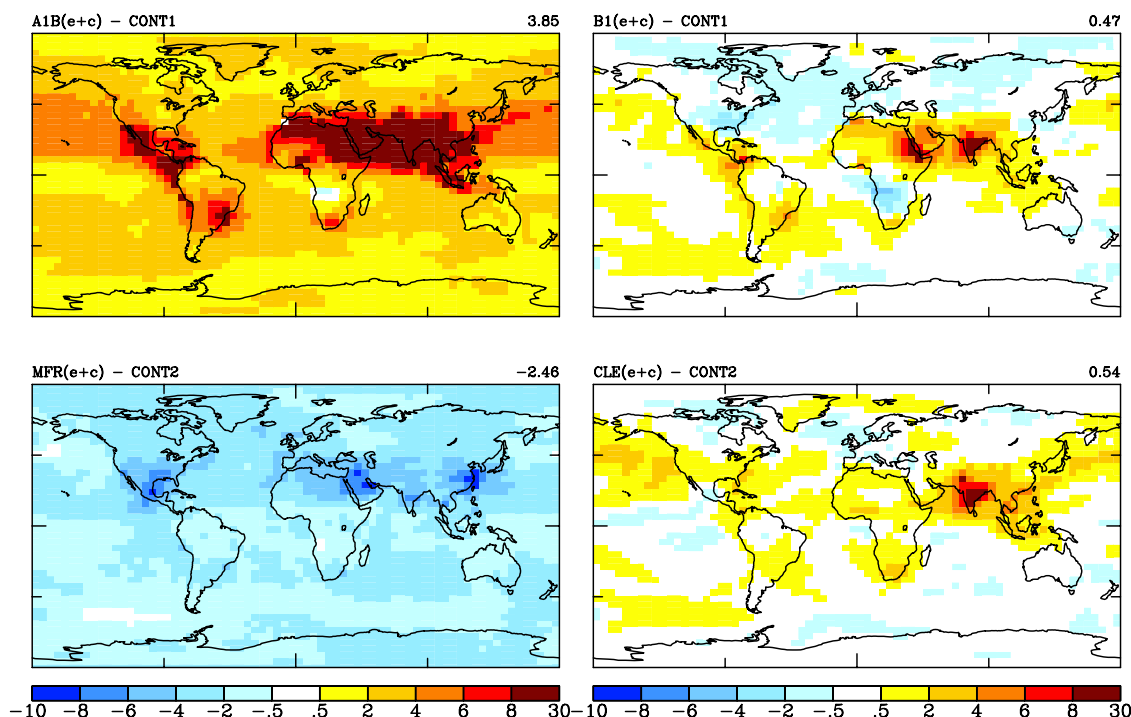 A1B(e+c) – CONT1 3.85
B1(e+c) – CONT1 0.47
MFR(e+c) – CONT2 −2.46
CLE(e+c) – CONT2 0.54
−10 −8 −6 −4 −2 −.5 .5 2 4 6 8 30
−10 −8 −6 −4 −2 −.5 .5 2 4 6 8 30